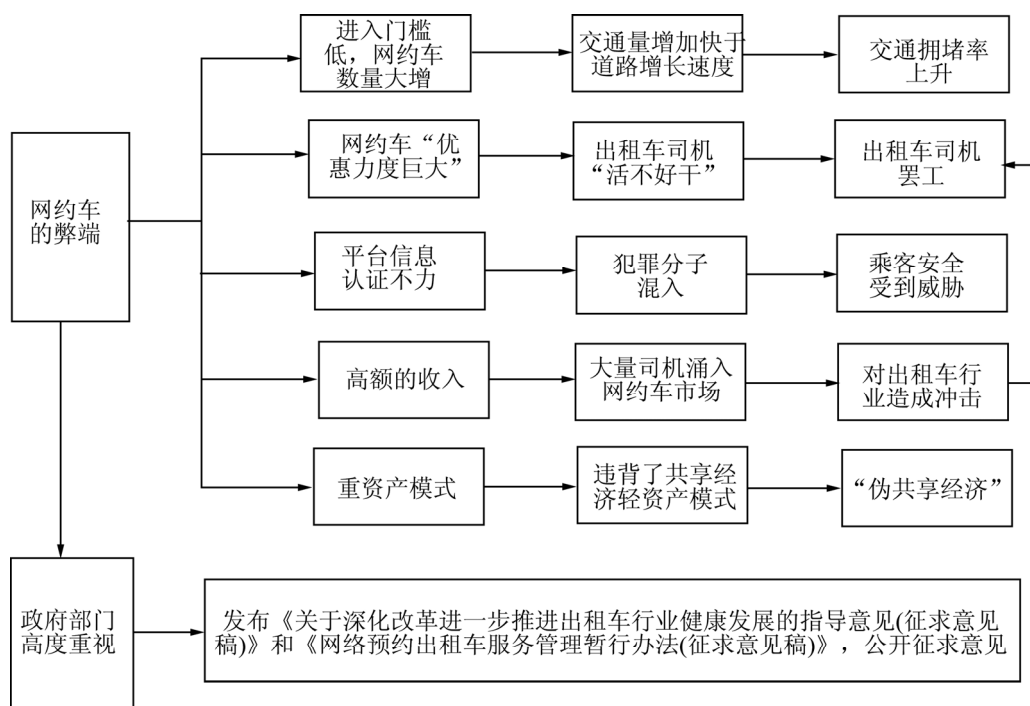 进入门槛
低，网约车
数量大增
交通量增加快于
道路增长速度
交通拥堵率
上升
网约车“优
惠力度巨大”
出租车司机
“活不好干”
出租车司机
罢工
网约车
的弊端
平台信息
认证不力
犯罪分子
混入
乘客安全
受到威胁
高额的收入
大量司机涌入
网约车市场
对出租车行
业造成冲击
重资产模式
违背了共享经
济轻资产模式
“伪共享经济”
政府部门
高度重视
发布《关于深化改革进一步推进出租车行业健康发展的指导意见(征求意见
稿)》和《网络预约出租车服务管理暂行办法(征求意见稿)》，公开征求意见